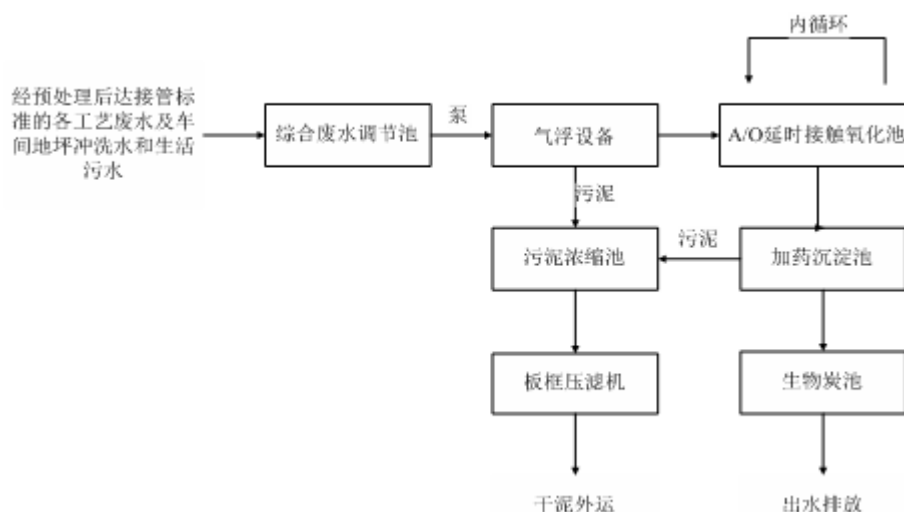 内循环
经预处理后达接管标
准的各工艺废水及车
间地坪冲洗水和生活
污水
综合废水调节池
泵
气浮设备
A/O延时接触氧化池
污泥
污泥浓缩池
污泥
加药沉淀池
板框压滤机
生物炭池
干泥外运
出水排放